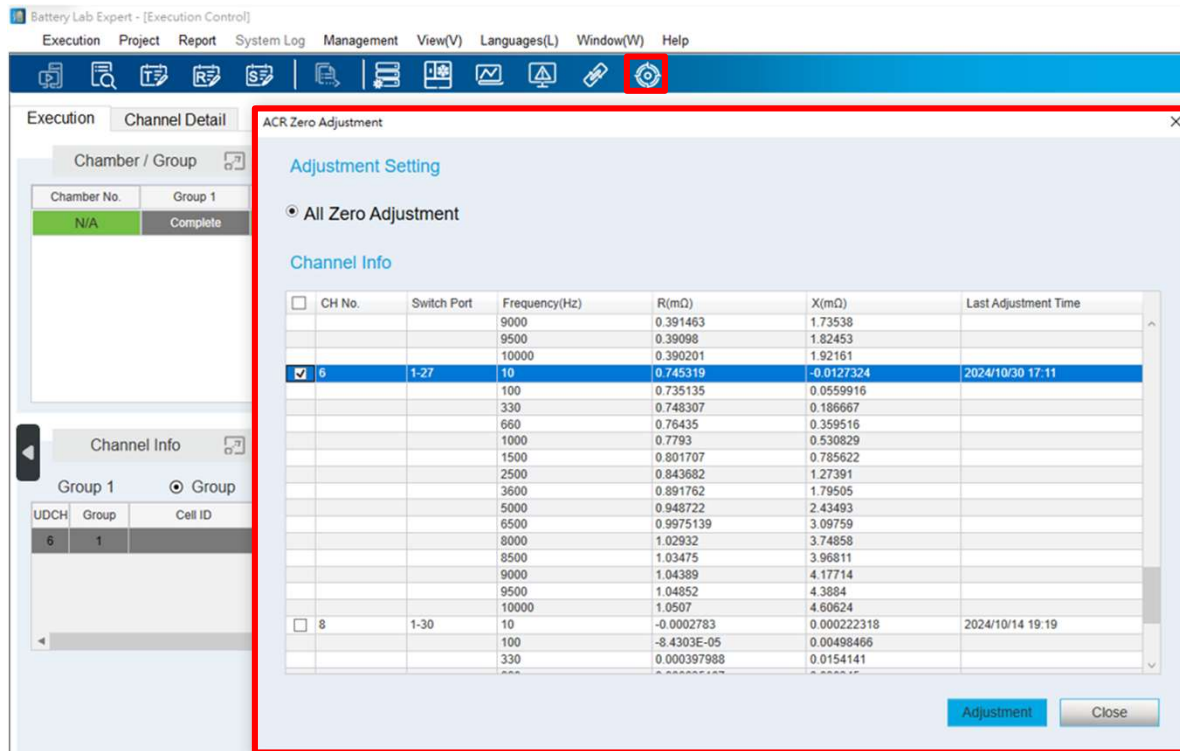 Battery Lab Expert - [Execution Control]
Execution Project Report System Log Management View(V) Languages(L) Window(W) Help
Execution Channel Detail
Chamber / Group
Chamber No. Group 1
N/A Complete
Channel Info
Group 1 Group
UDCH Group Cell ID
6 1
ACR Zero Adjustment
Adjustment Setting
All Zero Adjustment
Channel Info
CH No. Switch Port Frequency(Hz) R(mΩ) X(mΩ) Last Adjustment Time
9000 0.391463 1.73538
9500 0.39098 1.82453
10000 0.390201 1.92161
6 1-27 10 0.745319 -0.0127324 2024/10/30 17:11
100 0.735135 0.0559916
330 0.748307 0.186667
660 0.76435 0.359516
1000 0.7793 0.530829
1500 0.801707 0.785622
2500 0.843682 1.27391
3600 0.891762 1.79505
5000 0.948722 2.43493
6500 0.9975139 3.09759
8000 1.02932 3.74858
8500 1.03475 3.96811
9000 1.04389 4.17714
9500 1.04852 4.3884
10000 1.0507 4.60624
8 1-30 10 -0.0002783 0.000222318 2024/10/14 19:19
100 -8.4303E-05 0.00498466
330 0.000397988 0.0154141
Adjustment Close